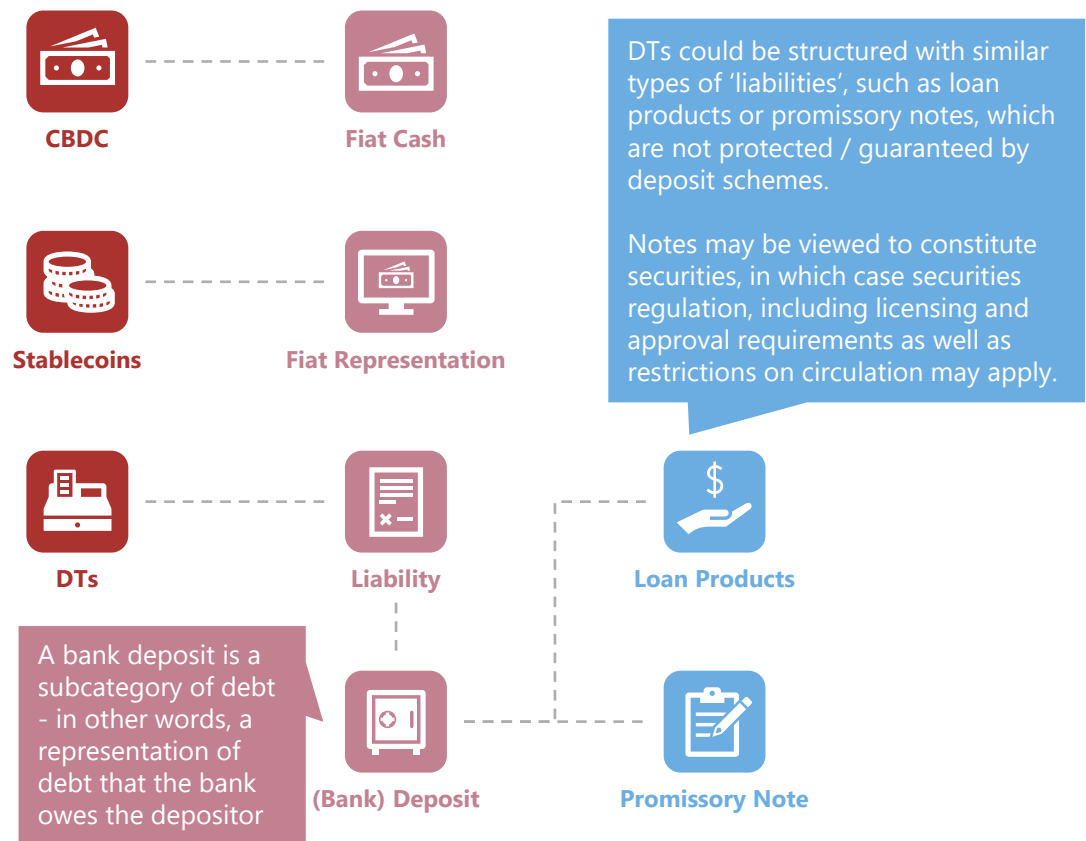 DTs could be structured with similar
types of ‘liabilities’, such as loan
products or promissory notes, which
are not protected / guaranteed by
deposit schemes.
Notes may be viewed to constitute
securities, in which case securities
regulation, including licensing and
approval requirements as well as
restrictions on circulation may apply.
CBDC
Fiat Cash
Stablecoins
Fiat Representation
DTs
Liability
$
Loan Products
A bank deposit is a
subcategory of debt
- in other words, a
representation of
debt that the bank
owes the depositor
(Bank) Deposit
Promissory Note